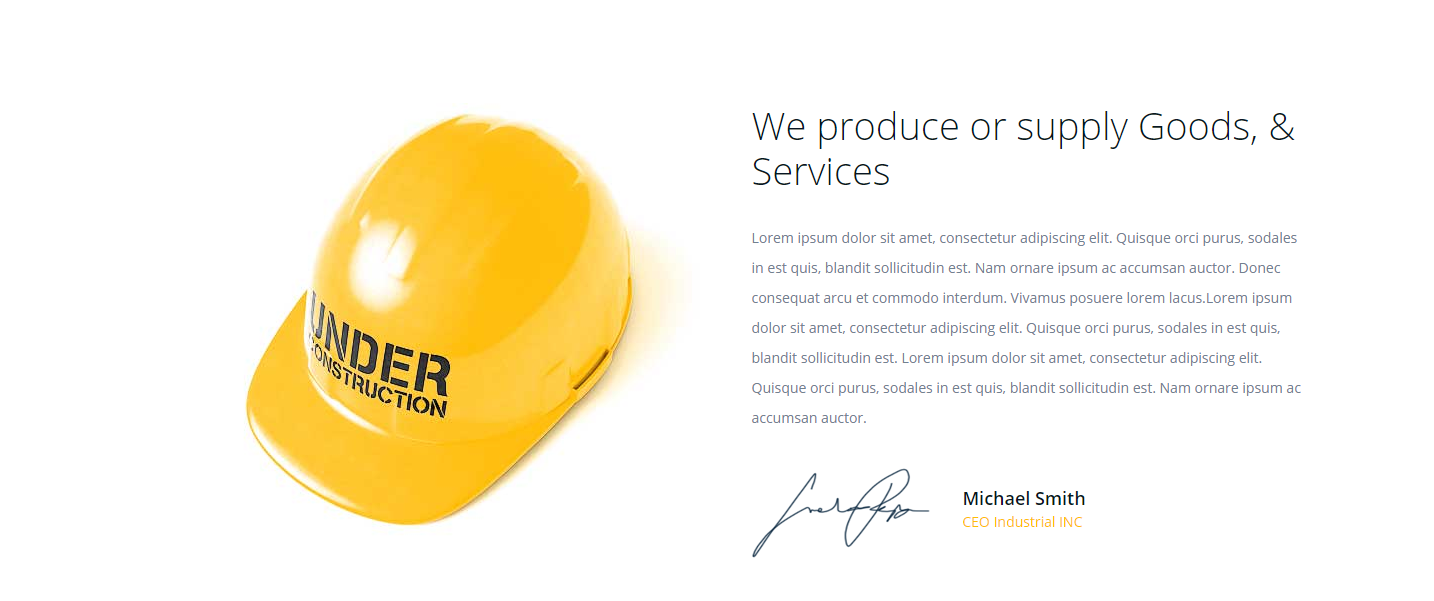 UNDER
CONSTRUCTION
We produce or supply Goods, &
Services
Lorem ipsum dolor sit amet, consectetur adipiscing elit. Quisque orci purus, sodales
in est quis, blandit sollicitudin est. Nam ornare ipsum ac accumsan auctor. Donec
consequat arcu et commodo interdum. Vivamus posuere lorem lacus.Lorem ipsum
dolor sit amet, consectetur adipiscing elit. Quisque orci purus, sodales in est quis,
blandit sollicitudin est. Lorem ipsum dolor sit amet, consectetur adipiscing elit.
Quisque orci purus, sodales in est quis, blandit sollicitudin est. Nam ornare ipsum ac
accumsan auctor.
Michael Smith
CEO Industrial INC